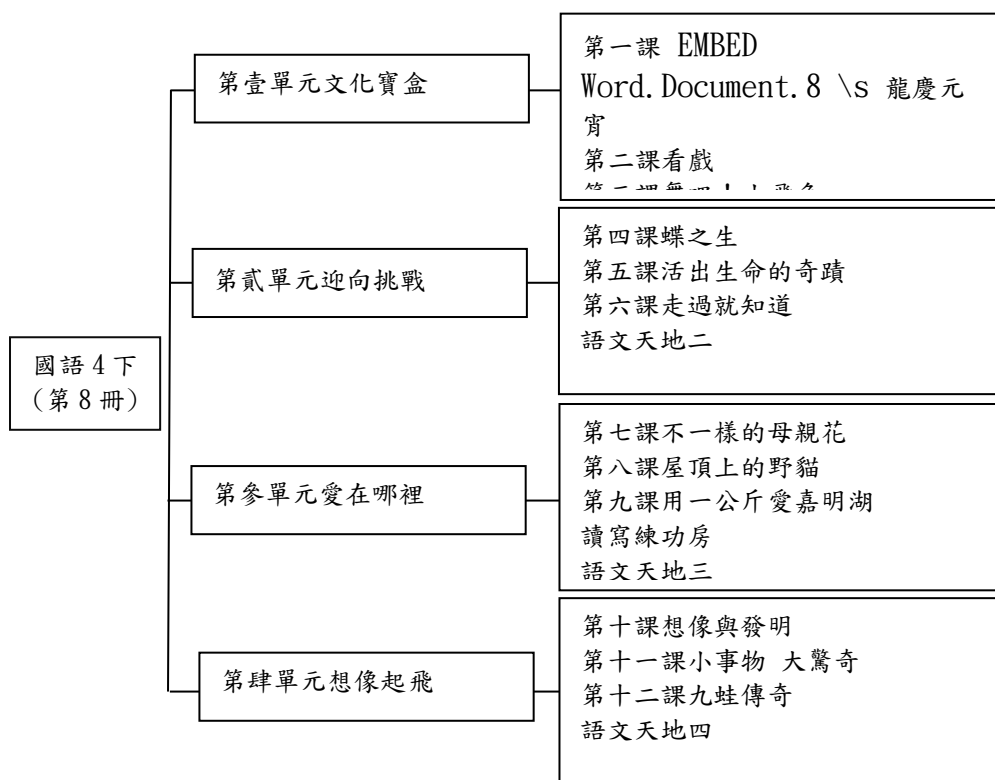 國語4下
(第8冊)
第壹單元文化寶盒
第一課 EMBED
Word.Document.8 \s 龍慶元
宵
第二課看戲
第貳單元迎向挑戰
第四課蝶之生
第五課活出生命的奇蹟
第六課走過就知道
語文天地二
第參單元愛在哪裡
第七課不一樣的母親花
第八課屋頂上的野貓
第九課用一公斤愛嘉明湖
讀寫練功房
語文天地三
第肆單元想像起飛
第十課想像與發明
第十一課小事物 大驚奇
第十二課九蛙傳奇
語文天地四